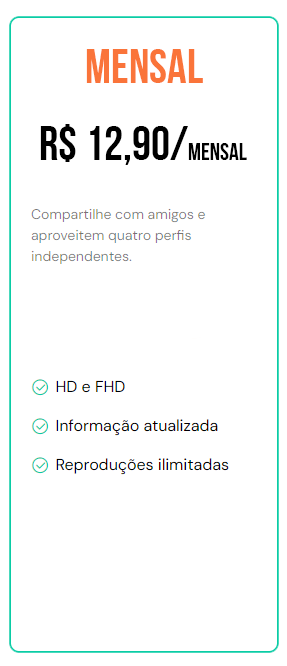 MENSAL
R$ 12,90/MENSAL
Compartilhe com amigos e
aproveitem quatro perfis
independentes.
HD e FHD
Informação atualizada
Reproduções ilimitadas